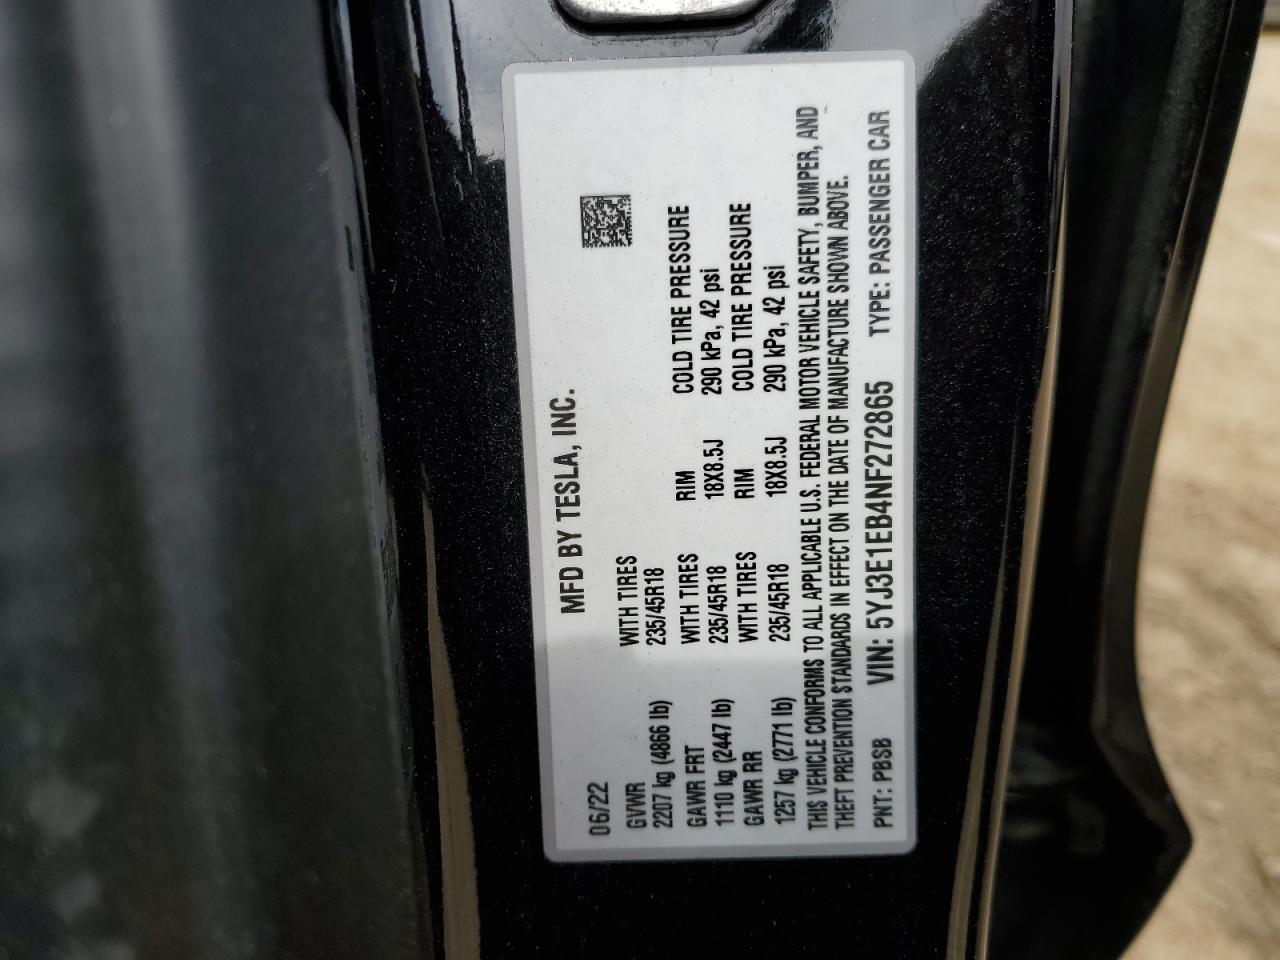 MFD BY TESLA, INC.
06/22
GVWR WITH TIRES
2207 kg (4866 lb) 235/45R18
GAWR FRT WITH TIRES RIM COLD TIRE PRESSURE
1110 kg (2447 lb) 235/45R18 18X8.5J 290 kPa, 42 psi
GAWR RR WITH TIRES RIM COLD TIRE PRESSURE
1257 kg (2771 lb) 235/45R18 18X8.5J 290 kPa, 42 psi
THIS VEHICLE CONFORMS TO ALL APPLICABLE U.S. FEDERAL MOTOR VEHICLE SAFETY, BUMPER, AND
THEFT PREVENTION STANDARDS IN EFFECT ON THE DATE OF MANUFACTURE SHOWN ABOVE.
PNT: PBSB VIN: 5YJ3E1EB4NF272865 TYPE: PASSENGER CAR